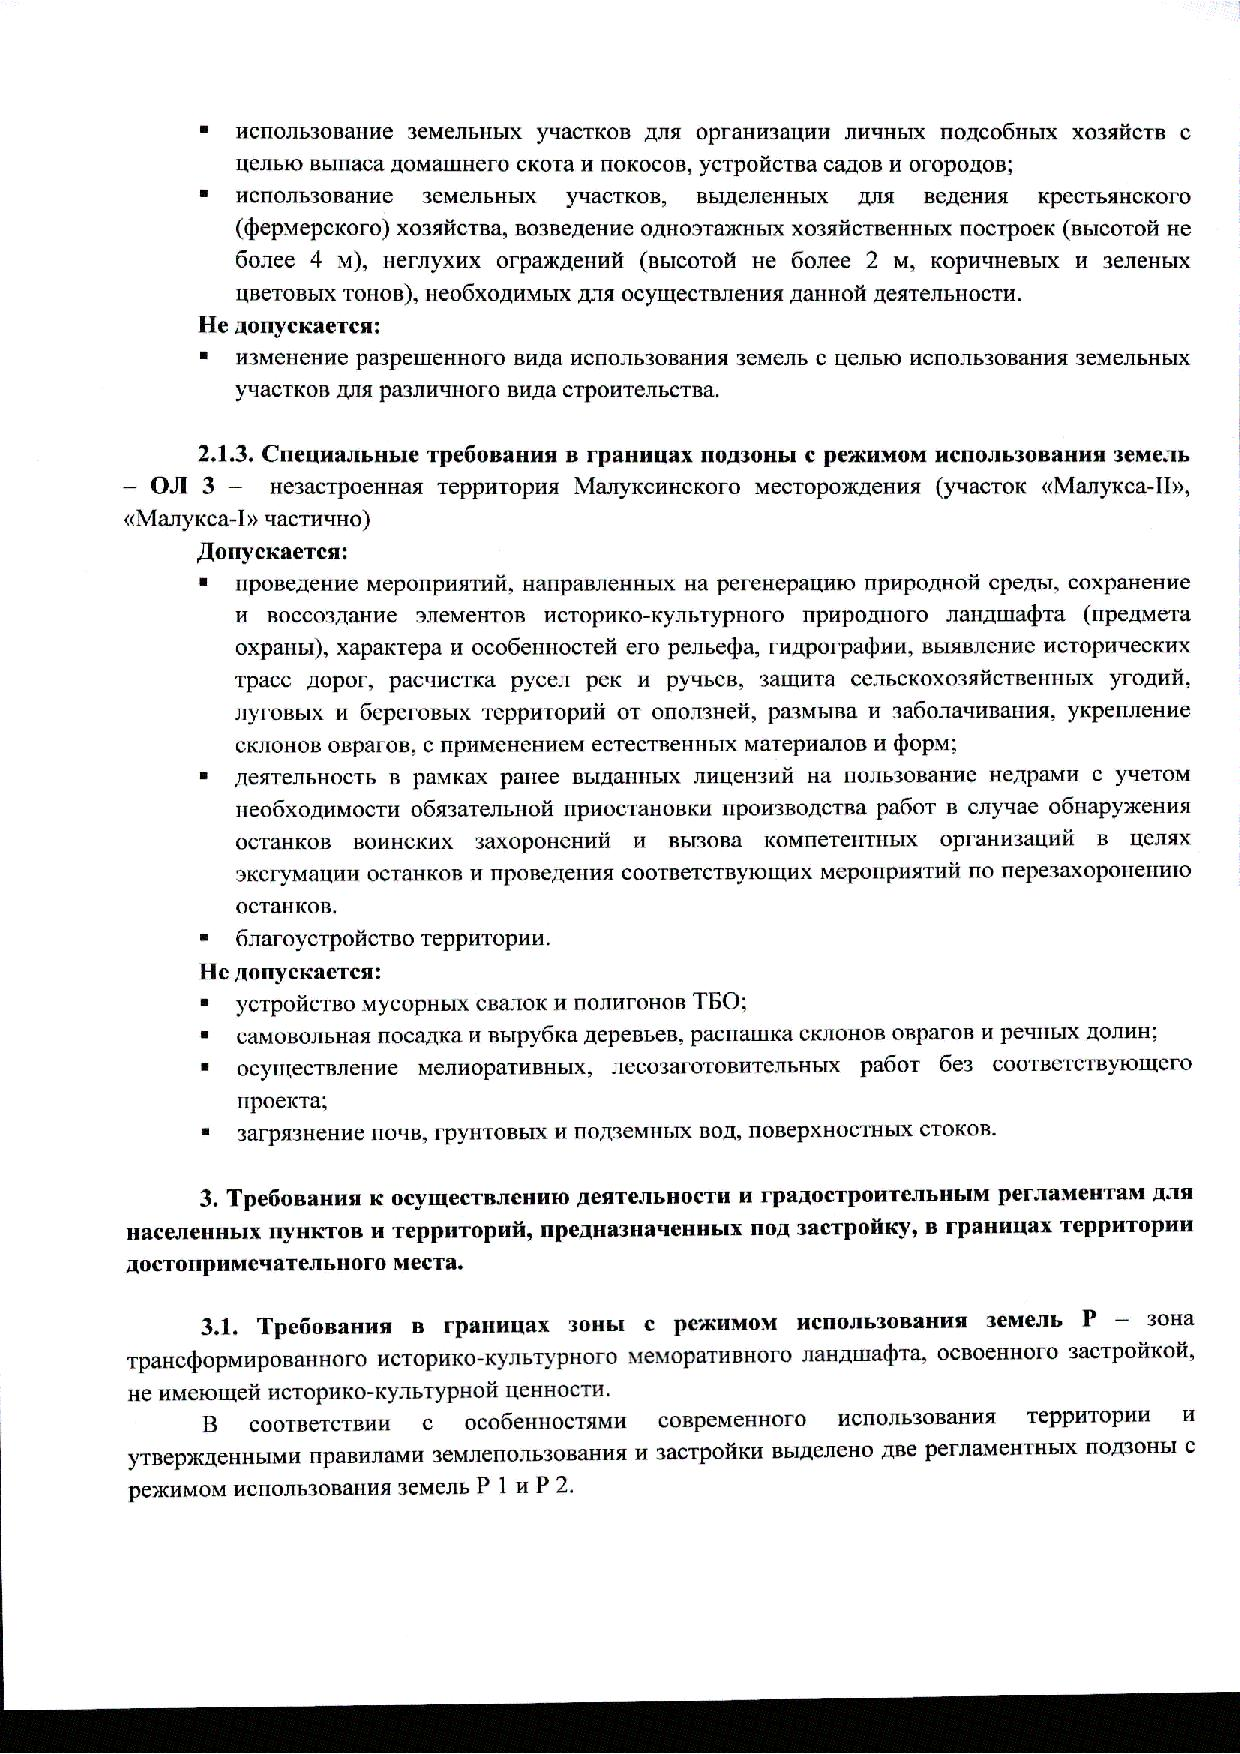 ▪ использование земельных участков для организации личных подсобных хозяйств с
целью выпаса домашнего скота и покосов, устройства садов и огородов;
▪ использование земельных участков, выделенных для ведения крестьянского
(фермерского) хозяйства, возведение одноэтажных хозяйственных построек (высотой не
более 4 м), неглухих ограждений (высотой не более 2 м, коричневых и зеленых
цветовых тонов), необходимых для осуществления данной деятельности.
Не допускается:
▪ изменение разрешенного вида использования земель с целью использования земельных
участков для различного вида строительства.
2.1.3. Специальные требования в границах подзоны с режимом использования земель
– ОЛ 3 – незастроенная территория Малуксинского месторождения (участок «Малукса-II»,
«Малукса-I» частично)
Допускается:
▪ проведение мероприятий, направленных на регенерацию природной среды, сохранение
и воссоздание элементов историко-культурного природного ландшафта (предмета
охраны), характера и особенностей его рельефа, гидрографии, выявление исторических
трасс дорог, расчистка русел рек и ручьев, защита сельскохозяйственных угодий,
луговых и береговых территорий от оползней, размыва и заболачивания, укрепление
склонов оврагов, с применением естественных материалов и форм;
▪ деятельность в рамках ранее выданных лицензий на пользование недрами с учетом
необходимости обязательной приостановки производства работ в случае обнаружения
останков воинских захоронений и вызова компетентных организаций в целях
эксгумации останков и проведения соответствующих мероприятий по перезахоронению
останков.
▪ благоустройство территории.
Не допускается:
▪ устройство мусорных свалок и полигонов ТБО;
▪ самовольная посадка и вырубка деревьев, распашка склонов оврагов и речных долин;
▪ осуществление мелиоративных, лесозаготовительных работ без соответствующего
проекта;
▪ загрязнение почв, грунтовых и подземных вод, поверхностных стоков.
3. Требования к осуществлению деятельности и градостроительным регламентам для
населенных пунктов и территорий, предназначенных под застройку, в границах территории
достопримечательного места.
3.1. Требования в границах зоны с режимом использования земель Р – зона
трансформированного историко-культурного меморативного ландшафта, освоенного застройкой,
не имеющей историко-культурной ценности.
В соответствии с особенностями современного использования территории и
утвержденными правилами землепользования и застройки выделено две регламентных подзоны с
режимом использования земель Р 1 и Р 2.